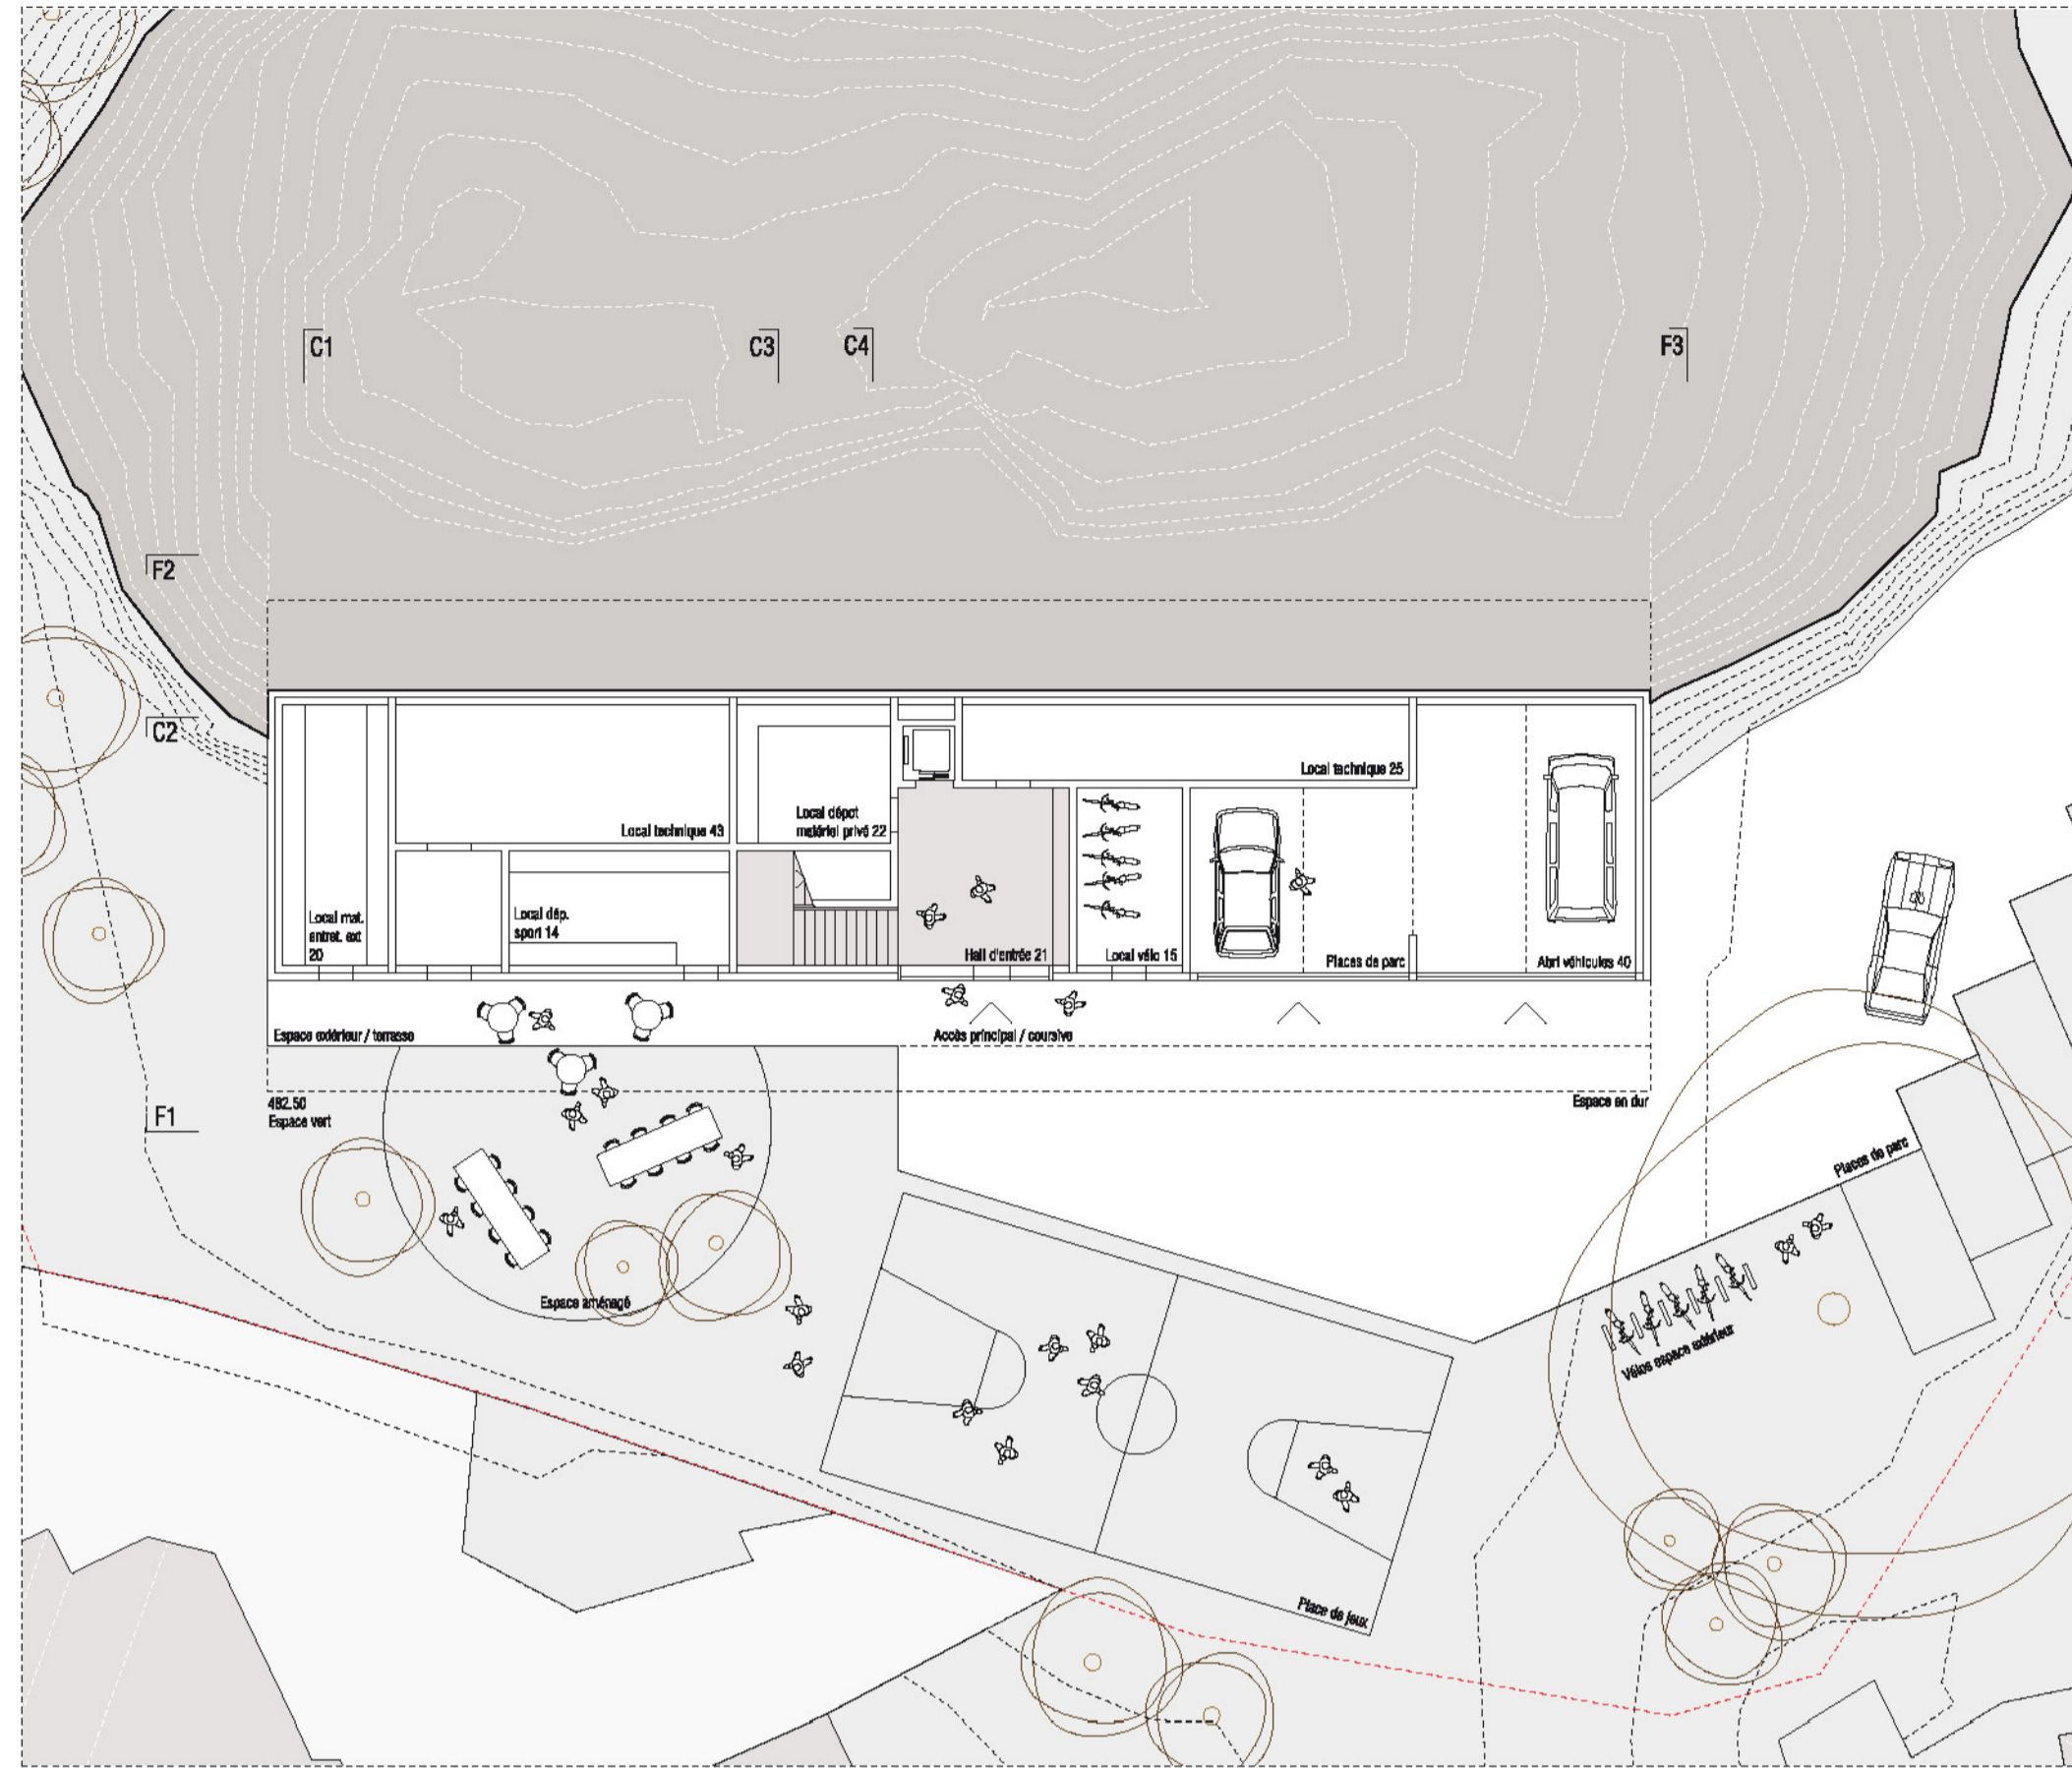 C1
C3
C4
F3
F2
C2
Local technique 25
Local dépot
matériel privé 22
Local technique 43
Local mat.
entret. ext
20
Local dép.
sport 14
Hall d'entrée 21
Local vélo 15
Places de parc
Abri véhicules 40
Espace extérieur / terrasse
Accès principal / coursive
482.50
Espace vert
Espace en dur
F1
Places de parc
Espace aménagé
Vélos espace extérieur
Place de jeux